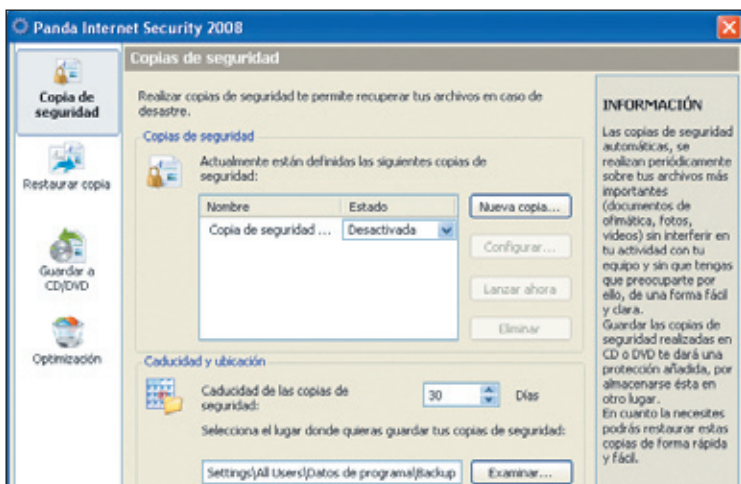 Panda Internet Security 2008
Copia de
seguridad
Restaurar copia
Guardar a
CD/DVD
Optimización
Copias de seguridad
Realizar copias de seguridad te permite recuperar tus archivos en caso de
desastre.
Copias de seguridad
Actualmente están definidas las siguientes copias de
seguridad:
Nombre Estado
Copia de seguridad ... Desactivada
Nueva copia...
Configurar...
Lanzar ahora
Eliminar
Caducidad y ubicación
Caducidad de las copias de
seguridad:
30 Días
Selecciona el lugar donde quieras guardar tus copias de seguridad:
Settings\All Users\Datos de programa\Backup
Examinar...
INFORMACIÓN
Las copias de seguridad
automáticas, se
realizan periódicamente
sobre tus archivos más
importantes
(documentos de
ofimática, fotos,
videos) sin interferir en
tu actividad con tu
equipo y sin que tengas
que preocuparte por
ello, de una forma fácil
y clara.
Guardar las copias de
seguridad realizadas en
CD o DVD te dará una
protección añadida, por
almacenarse ésta en
otro lugar.
En cuanto la necesites
podrás restaurar estas
copias de forma rápida
y fácil.